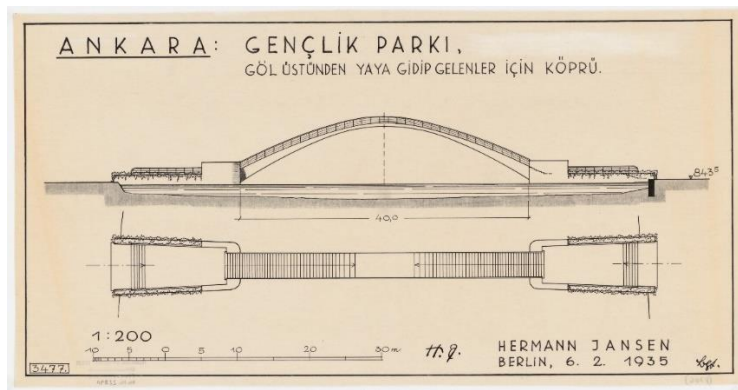 ANKARA: GENÇLİK PARKI,
GÖL ÜSTÜNDEN YAYA GİDİP GELENLER İÇİN KÖPRÜ.
843⁵
40,0
1:200
10 5 0 5 10 20 30 m
H. J.
HERMANN JANSEN
BERLIN, 6. 2. 1935
3477.